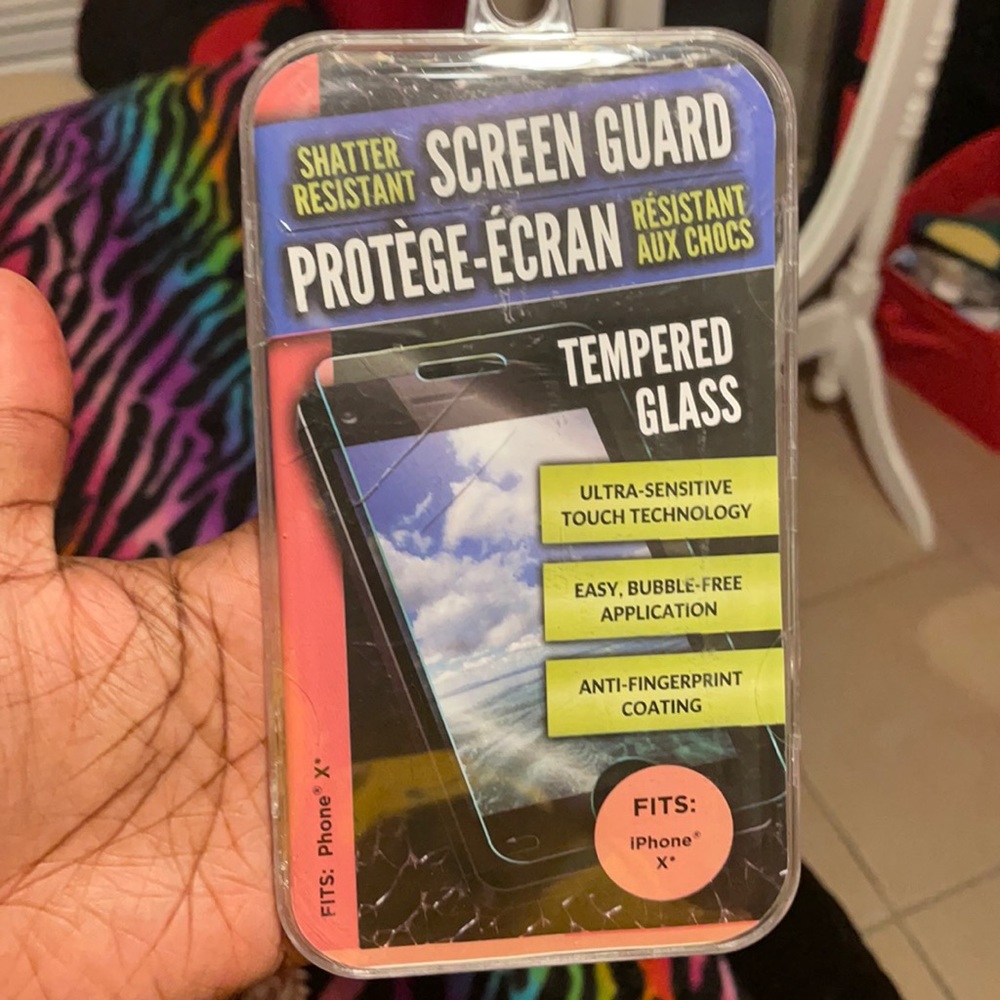 SHATTER
RESISTANT
SCREEN GUARD
PROTÈGE-ÉCRAN
RÉSISTANT
AUX CHOCS
TEMPERED
GLASS
ULTRA-SENSITIVE
TOUCH TECHNOLOGY
EASY, BUBBLE-FREE
APPLICATION
ANTI-FINGERPRINT
COATING
FITS:
iPhone®
X*
FITS: Phone® X*